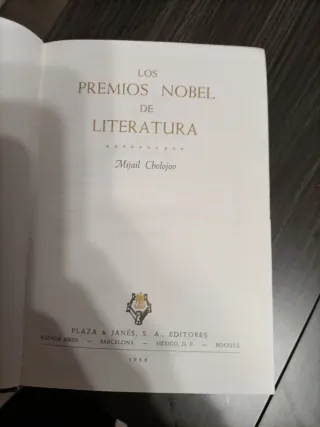 LOS
PREMIOS NOBEL
DE
LITERATURA
Mijail Cholojov
PLAZA & JANÉS, S. A., EDITORES
BUENOS AIRES — BARCELONA — MÉXICO, D. F. — BOGOTÁ